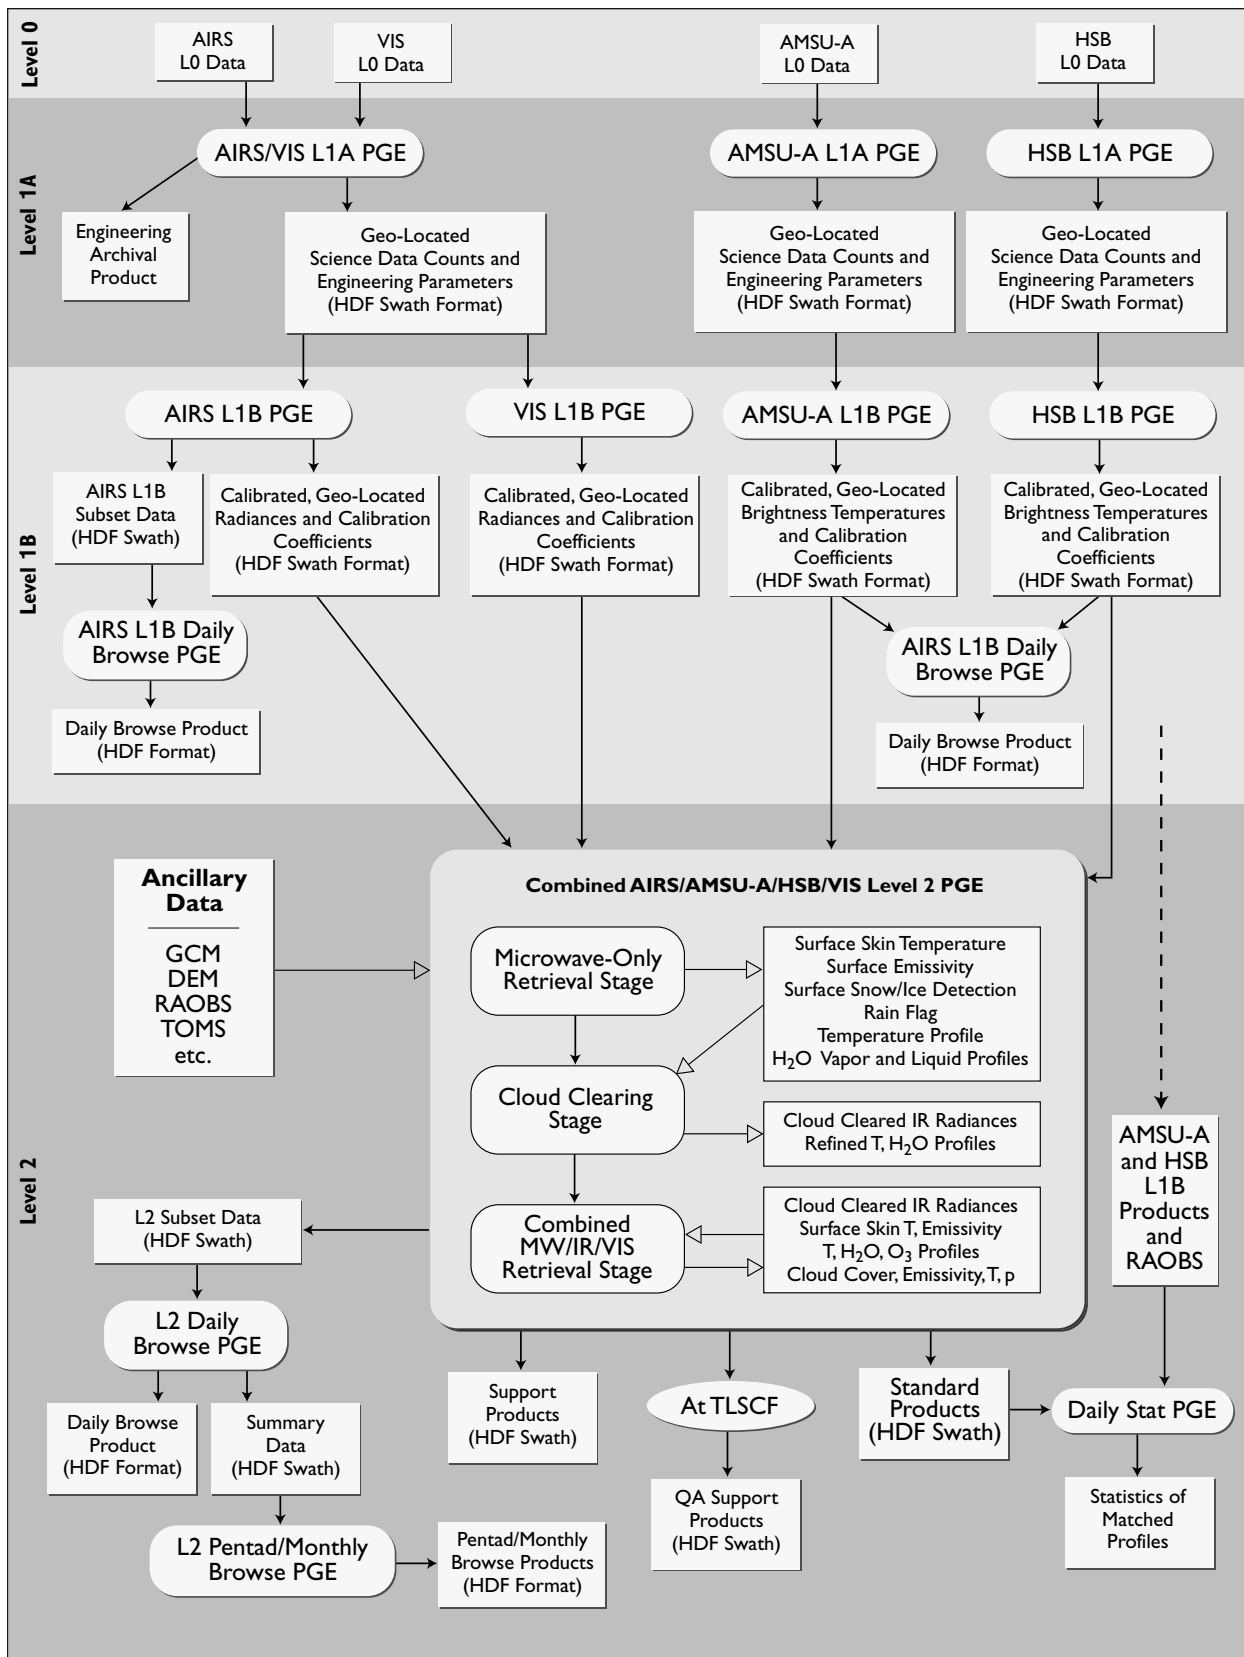 Level 0
AIRS
L0 Data
VIS
L0 Data
AMSU-A
L0 Data
HSB
L0 Data
Level 1A
AIRS/VIS L1A PGE
AMSU-A L1A PGE
HSB L1A PGE
Engineering
Archival
Product
Geo-Located
Science Data Counts and
Engineering Parameters
(HDF Swath Format)
Geo-Located
Science Data Counts and
Engineering Parameters
(HDF Swath Format)
Geo-Located
Science Data Counts and
Engineering Parameters
(HDF Swath Format)
Level 1B
AIRS L1B PGE
VIS L1B PGE
AMSU-A L1B PGE
HSB L1B PGE
AIRS L1B
Subset Data
(HDF Swath)
Calibrated, Geo-Located
Radiances and Calibration
Coefficients
(HDF Swath Format)
Calibrated, Geo-Located
Radiances and Calibration
Coefficients
(HDF Swath Format)
Calibrated, Geo-Located
Brightness Temperatures
and Calibration
Coefficients
(HDF Swath Format)
Calibrated, Geo-Located
Brightness Temperatures
and Calibration
Coefficients
(HDF Swath Format)
AIRS L1B Daily
Browse PGE
AIRS L1B Daily
Browse PGE
Daily Browse Product
(HDF Format)
Daily Browse Product
(HDF Format)
Level 2
Ancillary
Data
GCM
DEM
RAOBS
TOMS
etc.
Combined AIRS/AMSU-A/HSB/VIS Level 2 PGE
Microwave-Only
Retrieval Stage
Surface Skin Temperature
Surface Emissivity
Surface Snow/Ice Detection
Rain Flag
Temperature Profile
H2O Vapor and Liquid Profiles
Cloud Clearing
Stage
Cloud Cleared IR Radiances
Refined T, H2O Profiles
Combined
MW/IR/VIS
Retrieval Stage
Cloud Cleared IR Radiances
Surface Skin T, Emissivity
T, H2O, O3 Profiles
Cloud Cover, Emissivity, T, p
AMSU-A
and HSB
L1B
Products
and
RAOBS
L2 Subset Data
(HDF Swath)
L2 Daily
Browse PGE
Daily Browse
Product
(HDF Format)
Summary
Data
(HDF Swath)
Support
Products
(HDF Swath)
At TLSCF
Standard
Products
(HDF Swath)
Daily Stat PGE
QA Support
Products
(HDF Swath)
Statistics of
Matched
Profiles
L2 Pentad/Monthly
Browse PGE
Pentad/Monthly
Browse Products
(HDF Format)